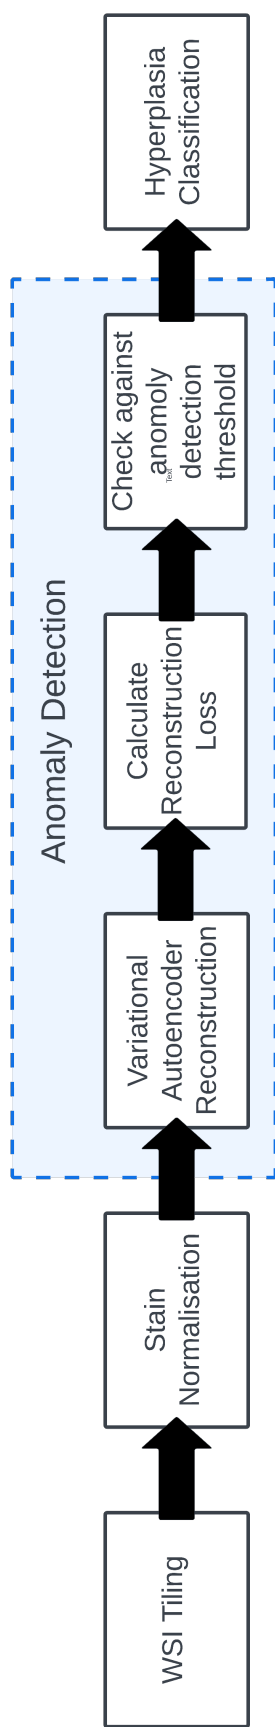 WSI Tiling
Stain
Normalisation
Anomaly Detection
Variational
Autoencoder
Reconstruction
Calculate
Reconstruction
Loss
Check against
anomoly
Text
detection
threshold
Hyperplasia
Classification